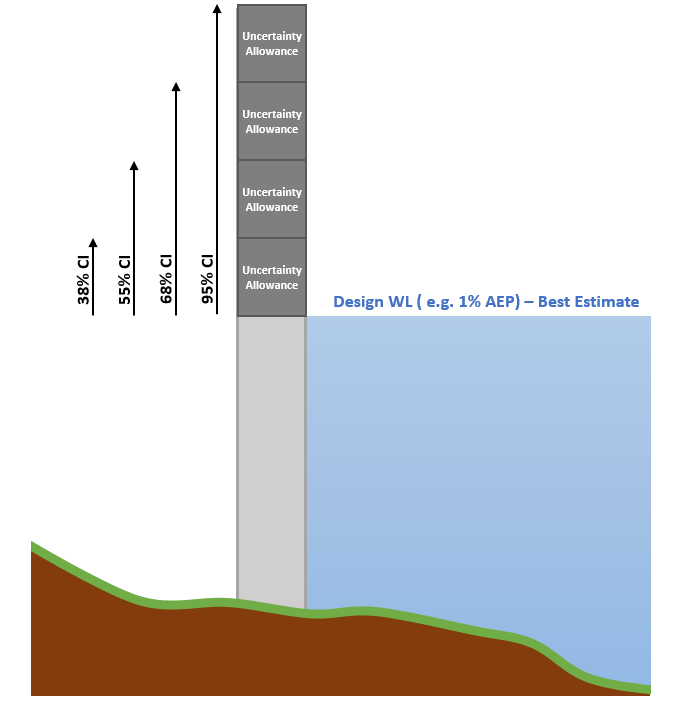 Uncertainty
Allowance
Uncertainty
Allowance
Uncertainty
Allowance
Uncertainty
Allowance
38% CI
55% CI
68% CI
95% CI
Design WL ( e.g. 1% AEP) – Best Estimate